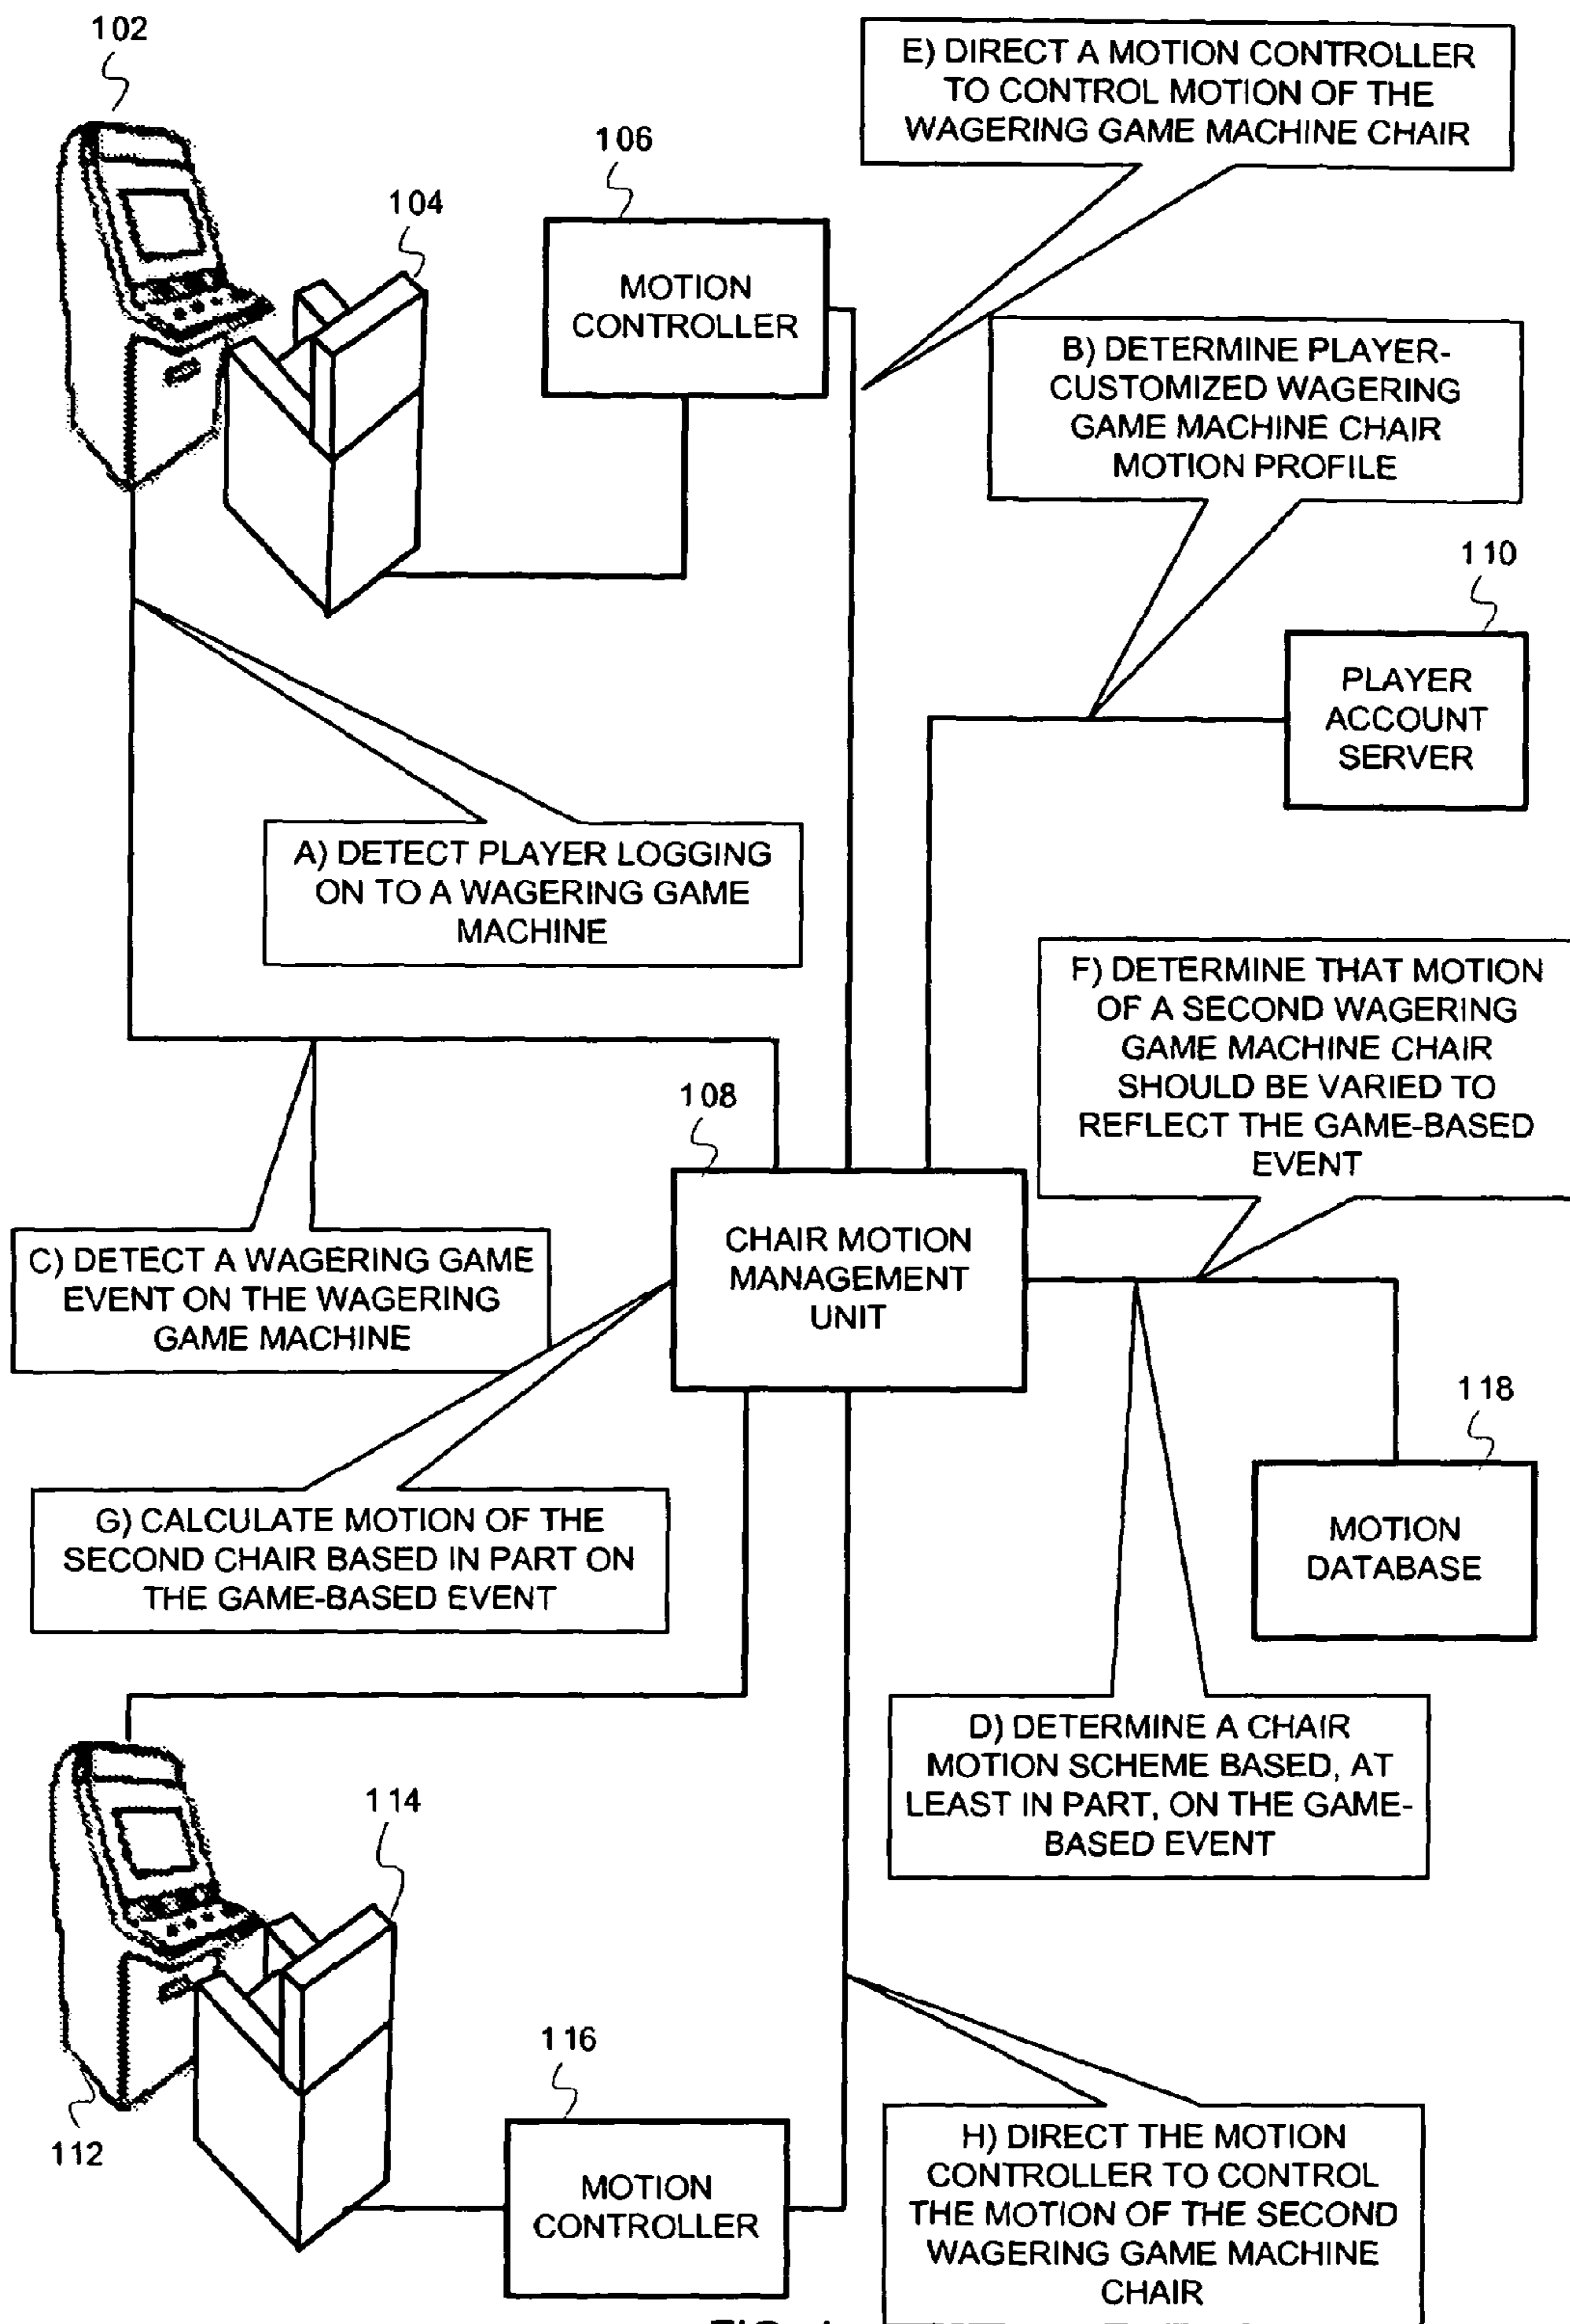 102
E) DIRECT A MOTION CONTROLLER
TO CONTROL MOTION OF THE
WAGERING GAME MACHINE CHAIR
106
104
MOTION
CONTROLLER
B) DETERMINE PLAYER-
CUSTOMIZED WAGERING
GAME MACHINE CHAIR
MOTION PROFILE
110
PLAYER
ACCOUNT
SERVER
A) DETECT PLAYER LOGGING
ON TO A WAGERING GAME
MACHINE
F) DETERMINE THAT MOTION
OF A SECOND WAGERING
GAME MACHINE CHAIR
SHOULD BE VARIED TO
REFLECT THE GAME-BASED
EVENT
108
CHAIR MOTION
MANAGEMENT
UNIT
C) DETECT A WAGERING GAME
EVENT ON THE WAGERING
GAME MACHINE
118
MOTION
DATABASE
G) CALCULATE MOTION OF THE
SECOND CHAIR BASED IN PART ON
THE GAME-BASED EVENT
D) DETERMINE A CHAIR
MOTION SCHEME BASED, AT
LEAST IN PART, ON THE GAME-
BASED EVENT
114
116
112
MOTION
CONTROLLER
H) DIRECT THE MOTION
CONTROLLER TO CONTROL
THE MOTION OF THE SECOND
WAGERING GAME MACHINE
CHAIR